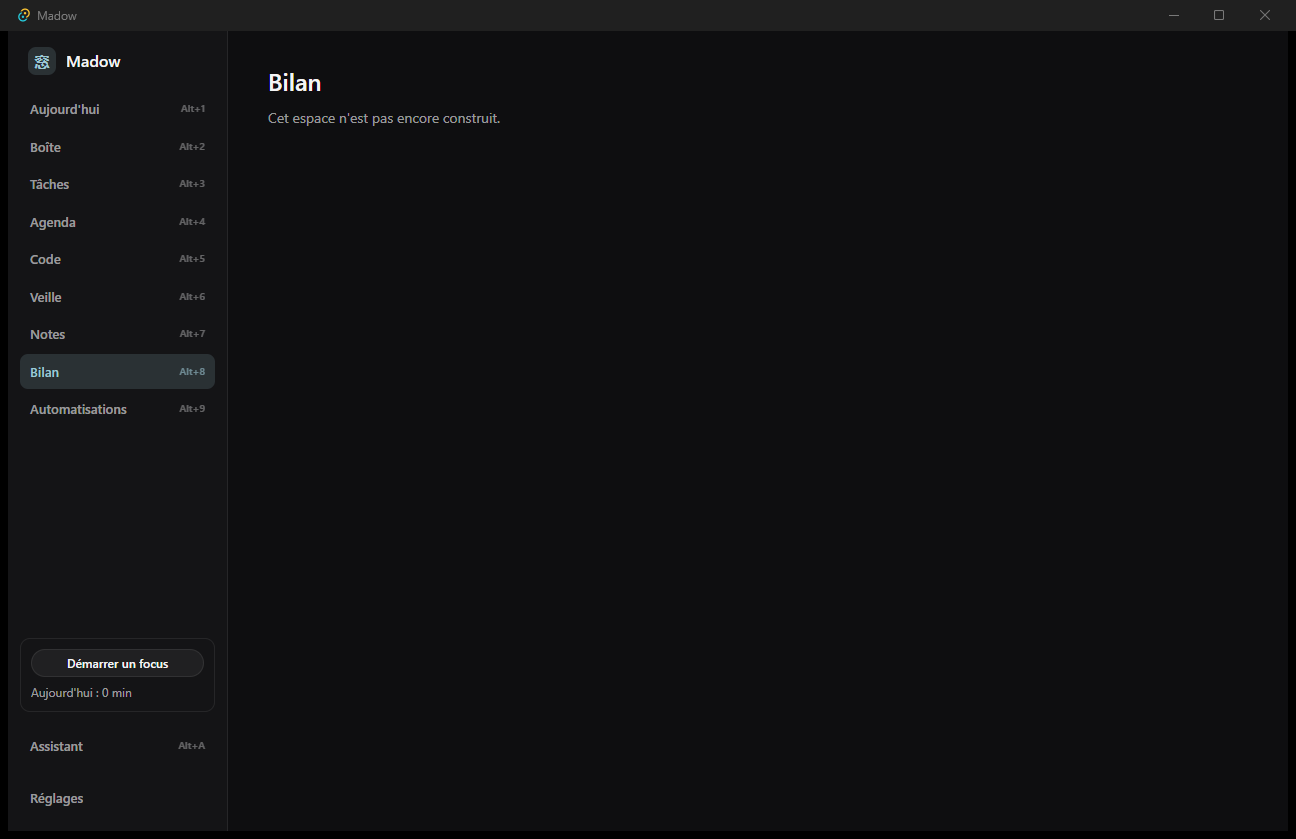 Madow
窓 Madow
Aujourd'hui Alt+1
Boîte Alt+2
Tâches Alt+3
Agenda Alt+4
Code Alt+5
Veille Alt+6
Notes Alt+7
Bilan Alt+8
Automatisations Alt+9
Démarrer un focus
Aujourd'hui : 0 min
Assistant Alt+A
Réglages
Bilan
Cet espace n'est pas encore construit.